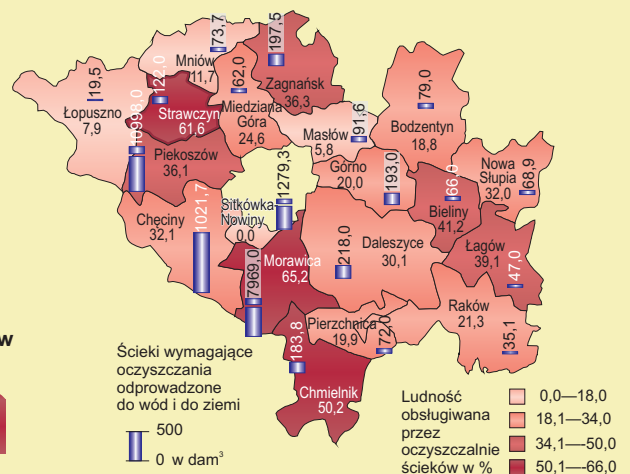 73,7
Mniów
11,7
197,5
Zagnańsk
36,3
19,5
Łopuszno
7,9
122,0
Strawczyn
61,6
62,0
Miedziana
Góra
24,6
79,0
Bodzentyn
18,8
91,6
Masłów
5,8
Piekoszów
36,1
1279,3
Górno
20,0
193,0
66,0
Bieliny
41,2
Nowa
Słupia
32,0
68,9
Chęciny
32,1
1021,7
Sitkówka-
Nowiny
0,0
Morawica
65,2
7969,0
218,0
Daleszyce
30,1
Łagów
39,1
47,0
Raków
21,3
35,1
Pierzchnica
19,9
72,0
183,8
Chmielnik
50,2
w
Ścieki wymagające
oczyszczania
odprowadzone
do wód i do ziemi
500
0 w dam³
Ludność
obsługiwana
przez
oczyszczalnie
ścieków w %
0,0—18,0
18,1—34,0
34,1—-50,0
50,1—-66,0